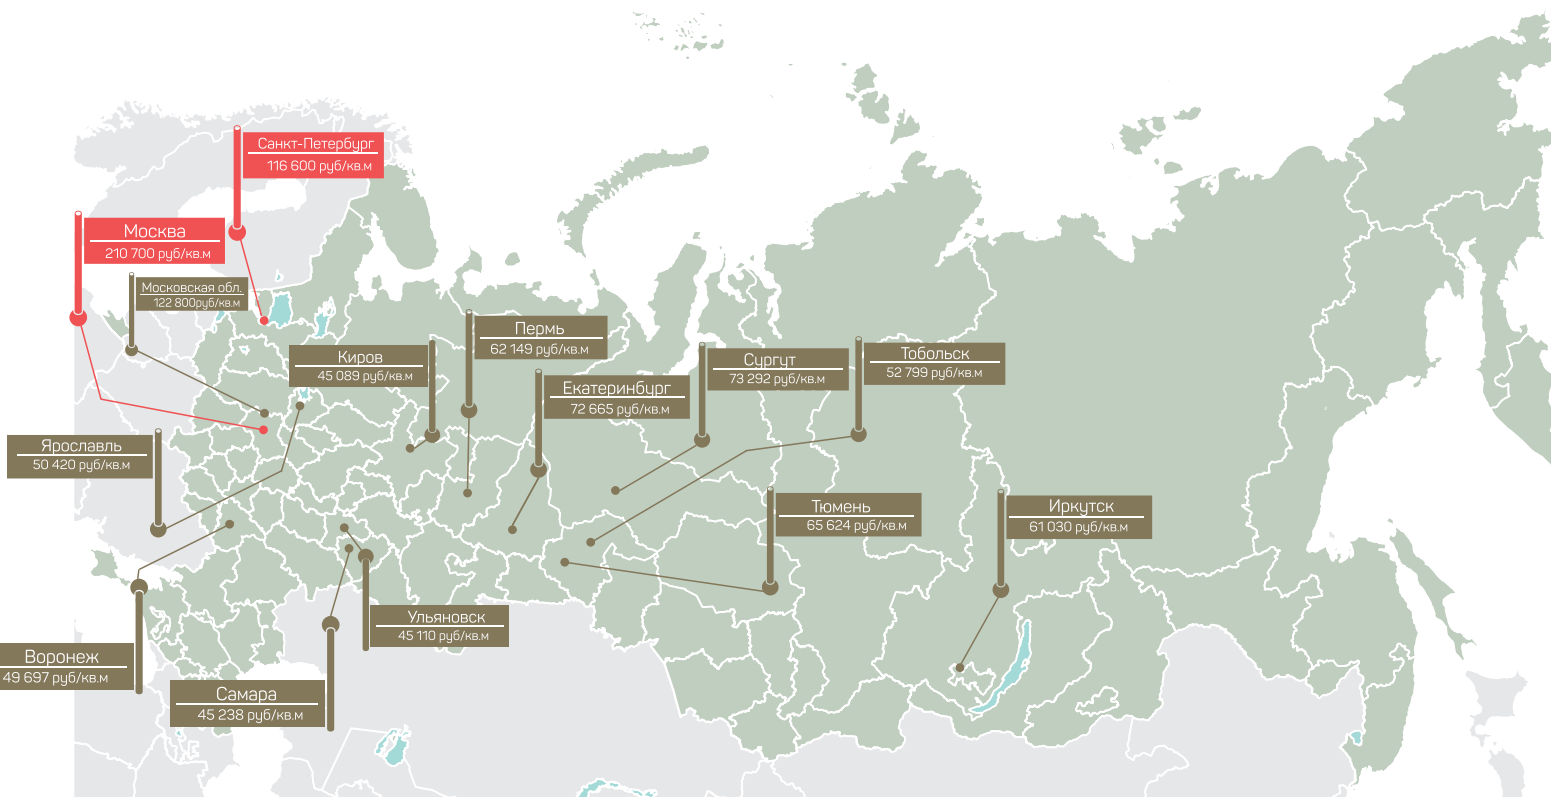 Санкт-Петербург
116 600 руб/кв.м
Москва
210 700 руб/кв.м
Московская обл.
122 800руб/кв.м
Пермь
62 149 руб/кв.м
Киров
45 089 руб/кв.м
Екатеринбург
72 665 руб/кв.м
Сургут
73 292 руб/кв.м
Тобольск
52 799 руб/кв.м
Ярославль
50 420 руб/кв.м
Тюмень
65 624 руб/кв.м
Иркутск
61 030 руб/кв.м
Ульяновск
45 110 руб/кв.м
Воронеж
49 697 руб/кв.м
Самара
45 238 руб/кв.м